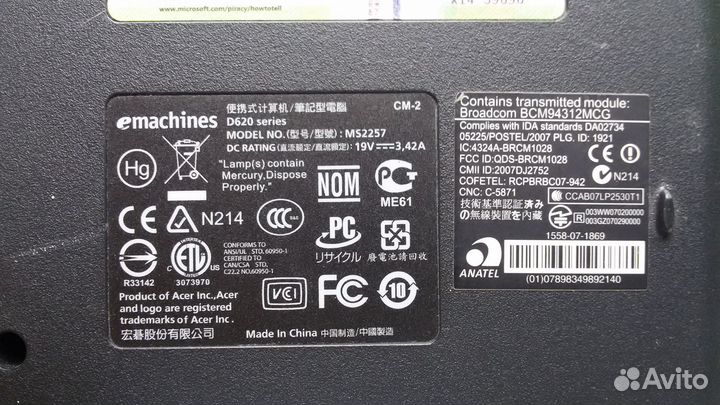 www.microsoft.com/piracy/howtotell
emachines
便携式计算机/筆記型電腦
CM-2
D620 series
MODEL NO.(型号/型號) : MS2257
DC RATING (直流额定/直流額定): 19V 3,42A
Hg
"Lamp(s) contain
Mercury,Dispose
Properly."
NOM
ME61
CE
N214
CCC
R33142
ETL
3073970
CONFORMS TO
ANSI/UL STD. 60950-1
CERTIFIED TO
CAN/CSA STD.
C22.2 NO.60950-1
PC
リサイクル
廢電池請回收
VCI
FC
10
Product of Acer Inc.,Acer
and logo are registered
trademarks of Acer Inc.
宏碁股份有限公司
Made in China 中国制造/中國製造
Contains transmitted module:
Broadcom BCM94312MCG
Complies with IDA standards DA02734
05225/POSTEL/2007 PLG. ID: 1921
IC:4324A-BRCM1028
FCC ID:QDS-BRCM1028
CMII ID: 2007DJ2752
COFETEL: RCPBRBC07-942
CNC: C-5871
N214
CCAB07LP2530T1
技術基準認証済み
の無線装置を内蔵
R
003WW070200000
003GZ070290000
1558-07-1869
ANATEL
(01)07898349892140
Avito